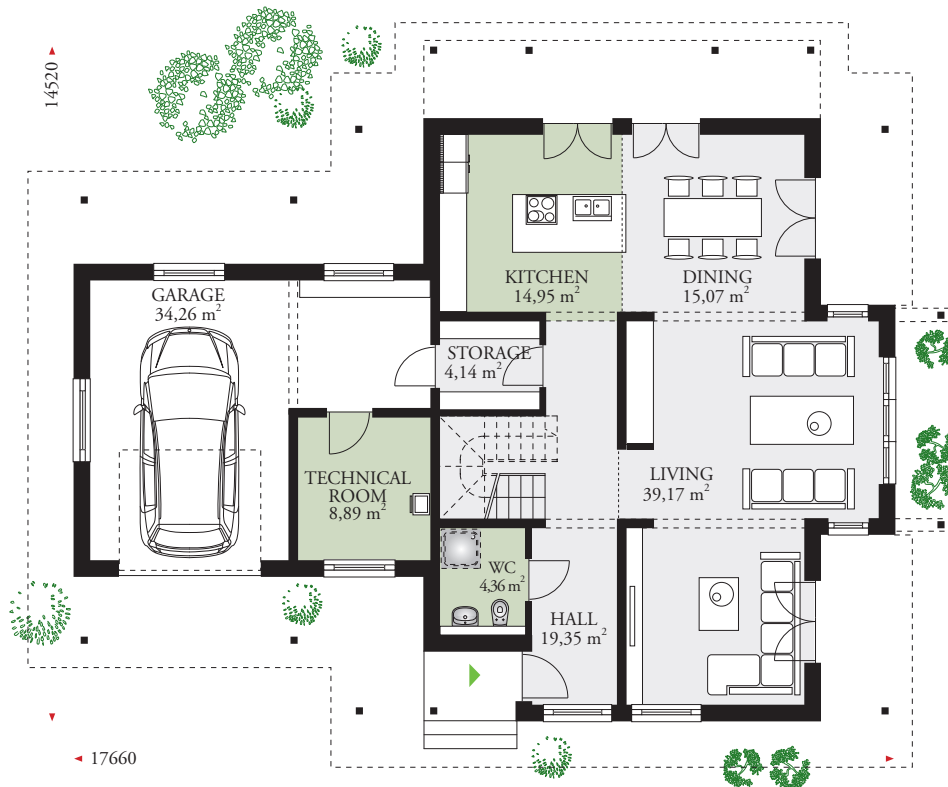 14520
KITCHEN
14,95 m²
DINING
15,07 m²
GARAGE
34,26 m²
STORAGE
4,14 m²
TECHNICAL
ROOM
8,89 m²
LIVING
39,17 m²
WC
4,36 m²
HALL
19,35 m²
17660